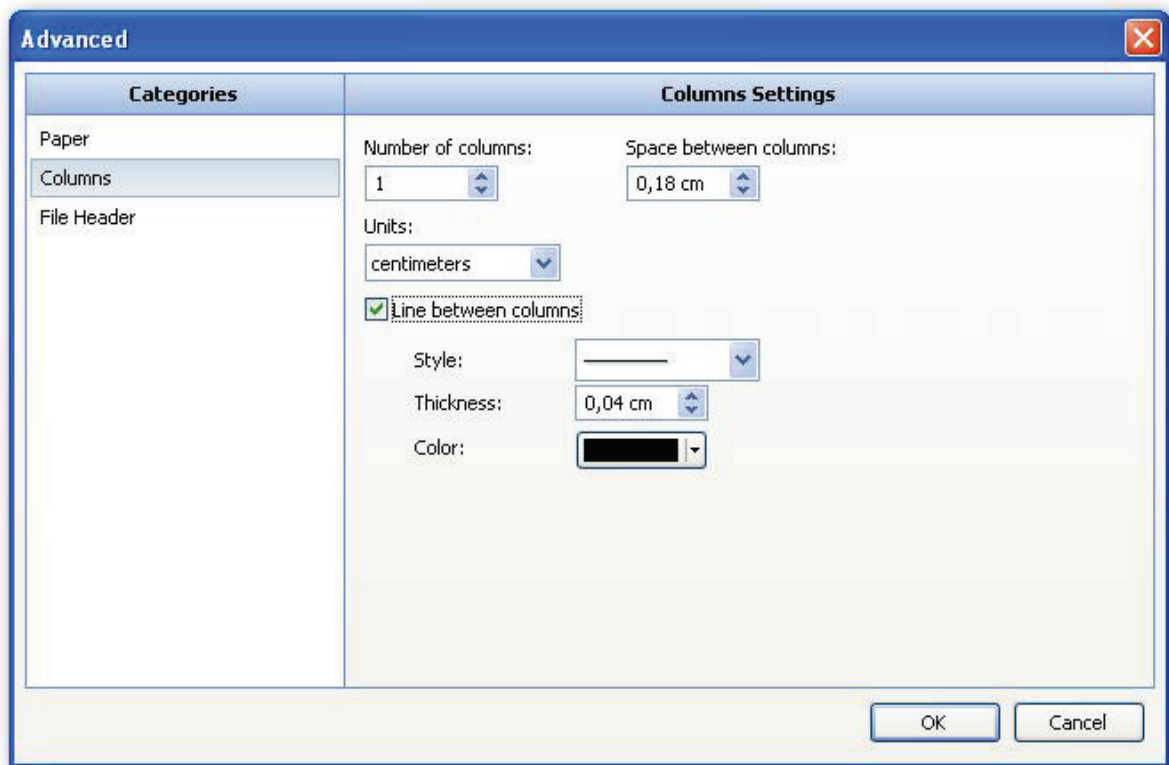 Advanced
Categories
Columns Settings
Paper
Columns
File Header
Number of columns:
Space between columns:
1
0,18 cm
Units:
centimeters
Line between columns
Style:
Thickness:
0,04 cm
Color:
OK
Cancel